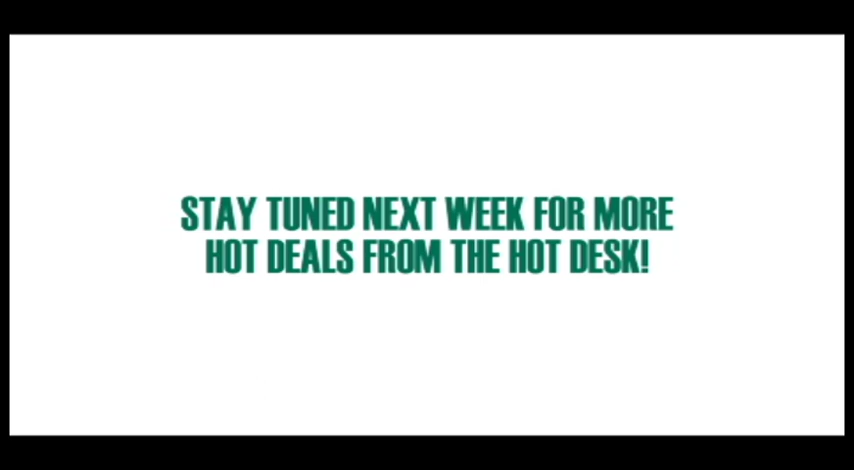 STAY TUNED NEXT WEEK FOR MORE
HOT DEALS FROM THE HOT DESK!